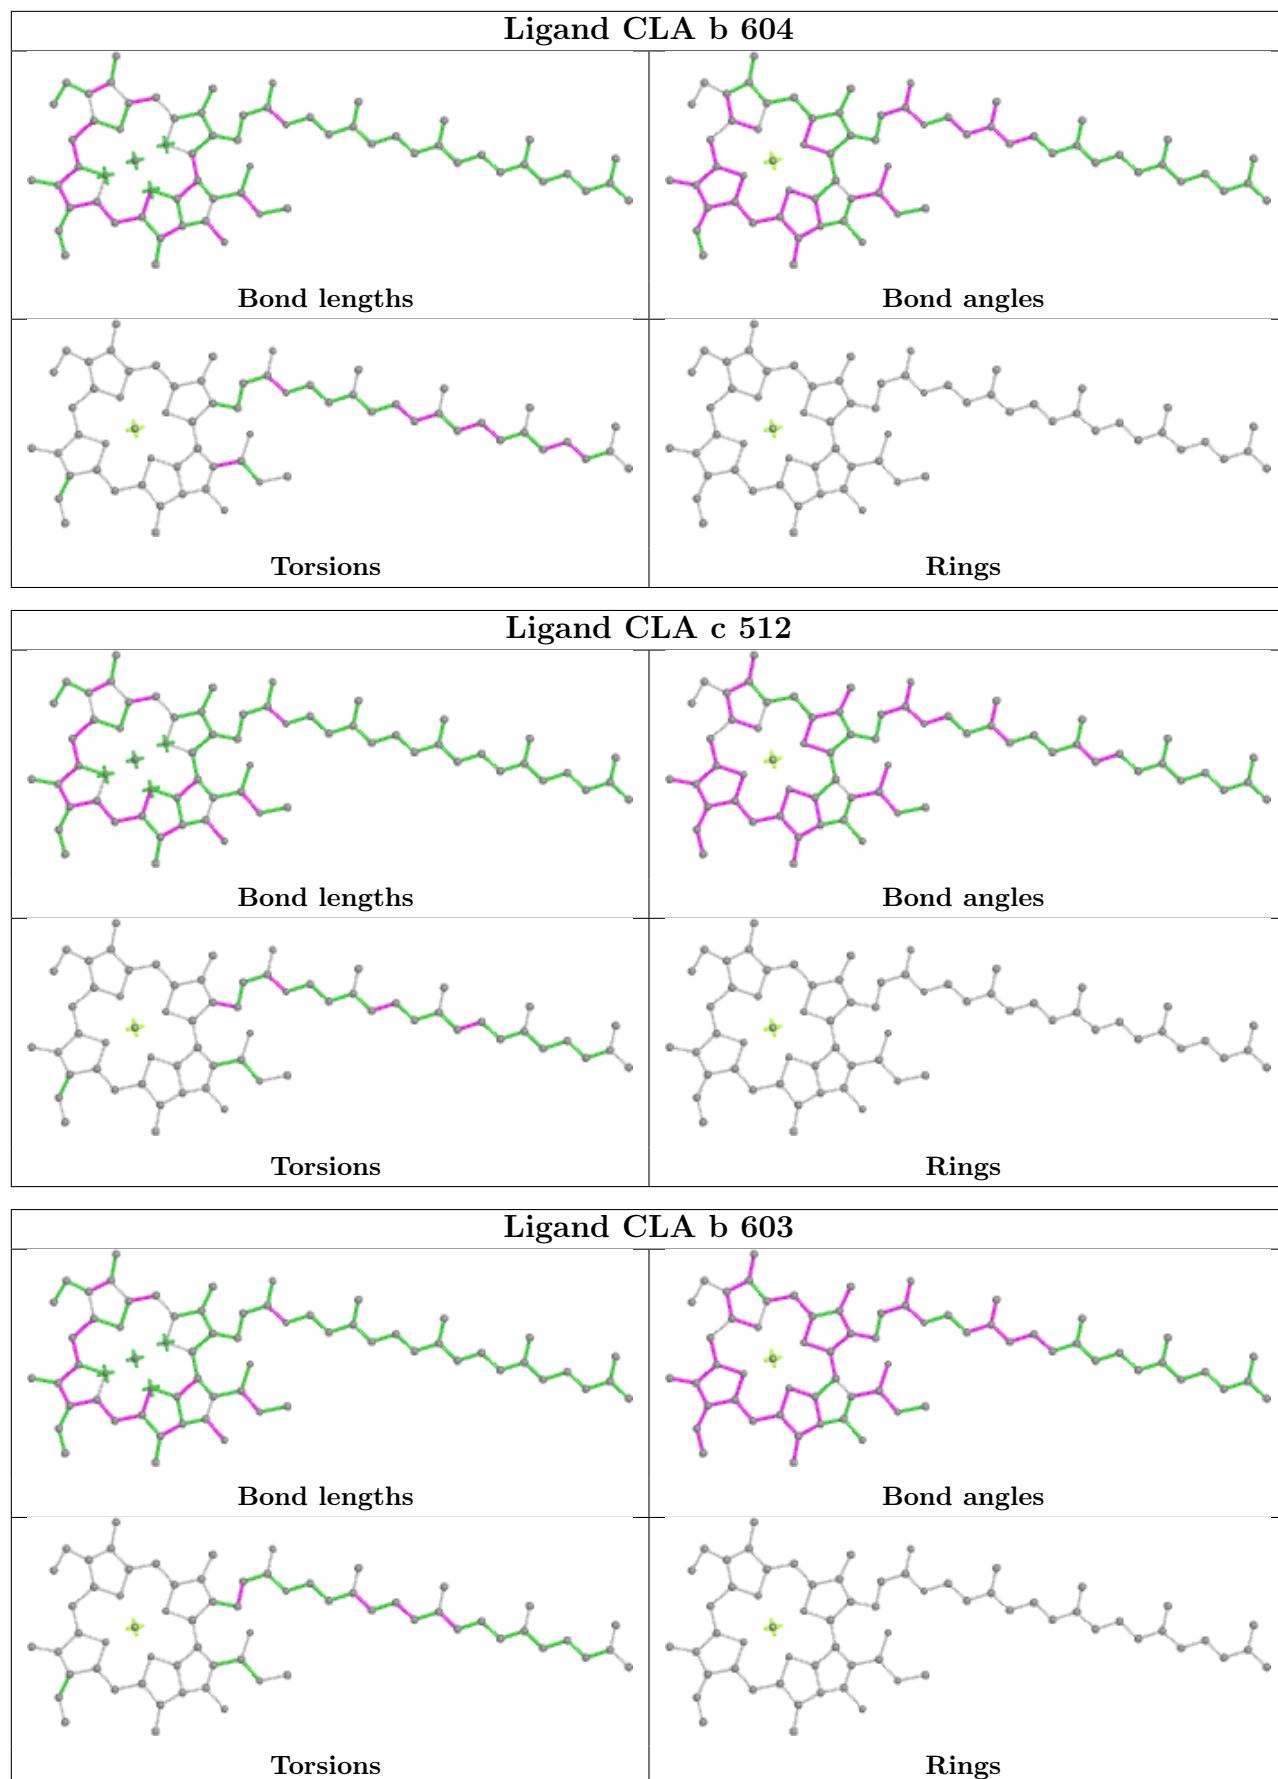 Ligand CLA b 604
Bond lengths
Bond angles
Torsions
Rings
Ligand CLA c 512
Bond lengths
Bond angles
Torsions
Rings
Ligand CLA b 603
Bond lengths
Bond angles
Torsions
Rings